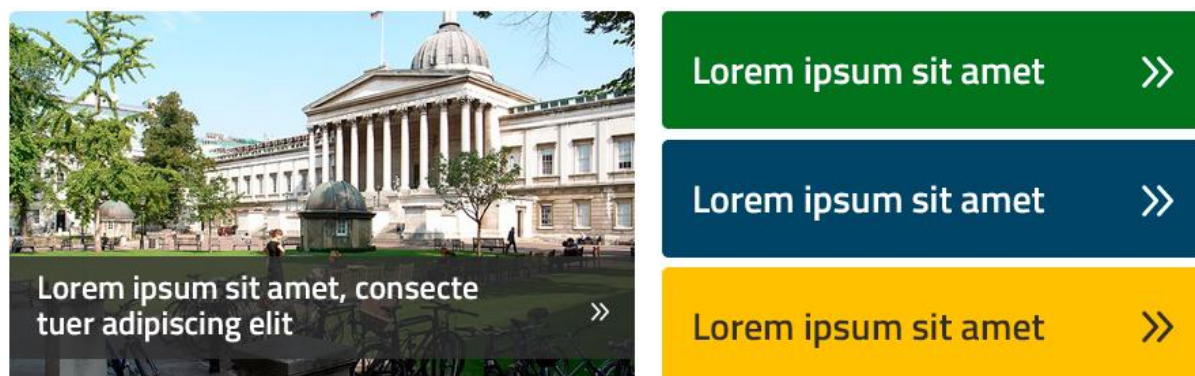 Lorem ipsum sit amet, consecte
tuer adipiscing elit
Lorem ipsum sit amet
Lorem ipsum sit amet
Lorem ipsum sit amet